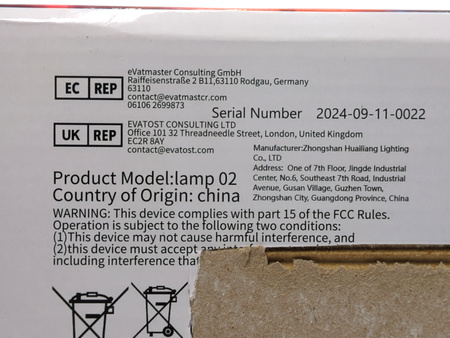 eVatmaster Consulting GmbH
EC REP
Raiffeisenstraße 2 B11,63110 Rodgau, Germany
63110
contact@evatmastcr.com
06106 2699873
Serial Number 2024-09-11-0022
EVATOST CONSULTING LTD
UK REP
Office 101 32 Threadneedle Street, London, United Kingdom
EC2R 8AY
contact@evatost.com
Manufacturer:Zhongshan Huailiang Lighting
Co., LTD
Address: One of 7th Floor, Jingde Industrial
Center, No.6, Southeast 7th Road, Industrial
Avenue, Gusan Village, Guzhen Town,
Zhongshan City, Guangdong Province, China
Product Model:lamp 02
Country of Origin: china
WARNING: This device complies with part 15 of the FCC Rules.
Operation is subject to the following two conditions:
(1)This device may not cause harmful interference, and
(2)this device must accept any
including interference that